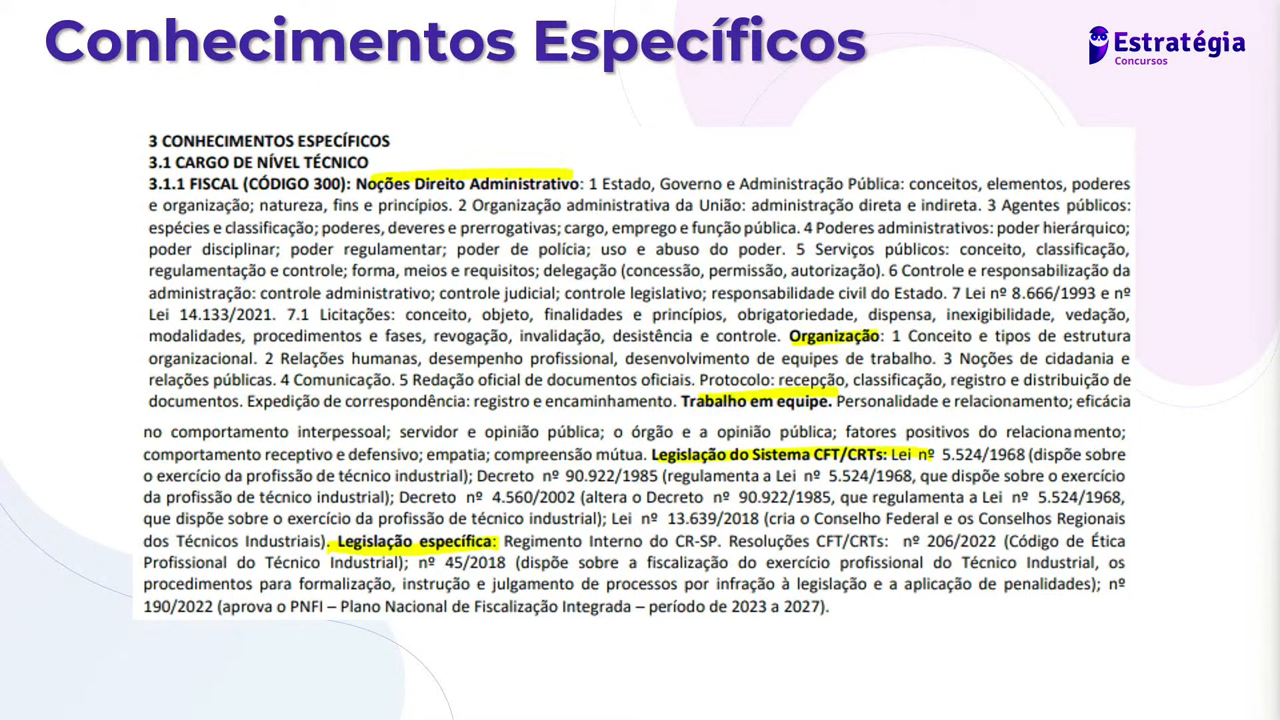 Conhecimentos Específicos
Estratégia
Concursos
3 CONHECIMENTOS ESPECÍFICOS
3.1 CARGO DE NÍVEL TÉCNICO
3.1.1 FISCAL (CÓDIGO 300): Noções Direito Administrativo: 1 Estado, Governo e Administração Pública: conceitos, elementos, poderes
e organização; natureza, fins e princípios. 2 Organização administrativa da União: administração direta e indireta. 3 Agentes públicos:
espécies e classificação; poderes, deveres e prerrogativas; cargo, emprego e função pública. 4 Poderes administrativos: poder hierárquico;
poder disciplinar; poder regulamentar; poder de polícia; uso e abuso do poder. 5 Serviços públicos: conceito, classificação,
regulamentação e controle; forma, meios e requisitos; delegação (concessão, permissão, autorização). 6 Controle e responsabilização da
administração: controle administrativo; controle judicial; controle legislativo; responsabilidade civil do Estado. 7 Lei nº 8.666/1993 e nº
Lei 14.133/2021. 7.1 Licitações: conceito, objeto, finalidades e princípios, obrigatoriedade, dispensa, inexigibilidade, vedação,
modalidades, procedimentos e fases, revogação, invalidação, desistência e controle. Organização: 1 Conceito e tipos de estrutura
organizacional. 2 Relações humanas, desempenho profissional, desenvolvimento de equipes de trabalho. 3 Noções de cidadania e
relações públicas. 4 Comunicação. 5 Redação oficial de documentos oficiais. Protocolo: recepção, classificação, registro e distribuição de
documentos. Expedição de correspondência: registro e encaminhamento. Trabalho em equipe. Personalidade e relacionamento; eficácia
no comportamento interpessoal; servidor e opinião pública; o órgão e a opinião pública; fatores positivos do relacionamento;
comportamento receptivo e defensivo; empatia; compreensão mútua. Legislação do Sistema CFT/CRTs: Lei nº 5.524/1968 (dispõe sobre
o exercício da profissão de técnico industrial); Decreto nº 90.922/1985 (regulamenta a Lei nº 5.524/1968, que dispõe sobre o exercício
da profissão de técnico industrial); Decreto nº 4.560/2002 (altera o Decreto nº 90.922/1985, que regulamenta a Lei nº 5.524/1968,
que dispõe sobre o exercício da profissão de técnico industrial); Lei nº 13.639/2018 (cria o Conselho Federal e os Conselhos Regionais
dos Técnicos Industriais). Legislação específica: Regimento Interno do CR-SP. Resoluções CFT/CRTs: nº 206/2022 (Código de Ética
Profissional do Técnico Industrial); nº 45/2018 (dispõe sobre a fiscalização do exercício profissional do Técnico Industrial, os
procedimentos para formalização, instrução e julgamento de processos por infração à legislação e a aplicação de penalidades); nº
190/2022 (aprova o PNFI – Plano Nacional de Fiscalização Integrada – período de 2023 a 2027).